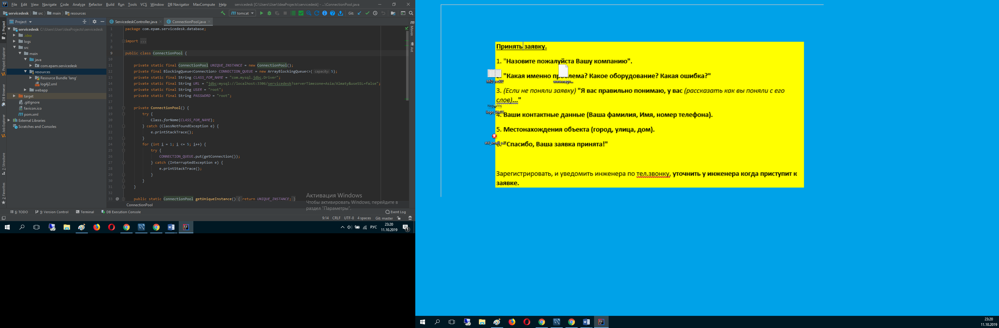 File Edit View Navigate Code Analyze Refactor Build Run Tools VCS Window DB Navigator MaxCompute Help servicedesk [C:\Users\User\IdeaProjects\servicedesk] - ...\ConnectionPool.java
servicedesk src main resources tomcat Git:
Project
ServicedeskController.java ConnectionPool.java
1: Project
Project Explorer
DB Browser
Job Explorer
7: Structure
2: Favorites
servicedesk C:\Users\User\IdeaProjects\servicedesk
.idea
logs
src
main
java
com.epam.servicedesk
resources
Resource Bundle 'lang'
log4j2.xml
webapp
target
.gitignore
favicon.ico
pom.xml
External Libraries
Scratches and Consoles
1 package com.epam.servicedesk.database;
2
3 import ...
8
9 public class ConnectionPool {
10
11 private static final ConnectionPool UNIQUE_INSTANCE = new ConnectionPool();
12 private final BlockingQueue<Connection> CONNECTION_QUEUE = new ArrayBlockingQueue<>( capacity: 5);
13 private static final String CLASS_FOR_NAME = "com.mysql.jdbc.Driver";
14 private static final String URL = "jdbc:mysql://localhost:3306/servicedesk?serverTimezone=Asia/Almaty&useSSL=false";
15 private static final String USER = "root";
16 private static final String PASSWORD = "root";
17
18 private ConnectionPool() {
19 try {
20 Class.forName(CLASS_FOR_NAME);
21 } catch (ClassNotFoundException e) {
22 e.printStackTrace();
23 }
24 for (int i = 1; i <= 5; i++) {
25 try {
26 CONNECTION_QUEUE.put(getConnection());
27 } catch (InterruptedException e) {
28 e.printStackTrace();
29 }
30 }
31 }
32
33 @ public static ConnectionPool getUniqueInstance() { return UNIQUE_INSTANCE; }
ConnectionPool
Maven
Ant
Активация Windows
Чтобы активировать Windows, перейдите в
раздел "Параметры".
6: TODO 9: Version Control Terminal DB Execution Console Event Log
9:14 CRLF UTF-8 4 spaces Git: master
РУС 23:20
11.10.2019
1
Принять заявку.
1. "Назовите пожалуйста Вашу компанию".
"Какая именно проблема? Какое оборудование? Какая ошибка?"
MID_red02
www.nagv...
3. (Если не поняли заявку) "Я вас правильно понимаю, у вас (рассказать как вы поняли с его
слов)..."
NagVis
4. Ваши контактные данные (Ваша фамилия, Имя, номер телефона).
5. Местонахождения объекта (город, улица, дом).
"Спасибо, Ваша заявка принята!"
Зарегистрировать, и уведомить инженера по тел.звонку, уточнить у инженера когда приступит к
заявке.
23:20
11.10.2019